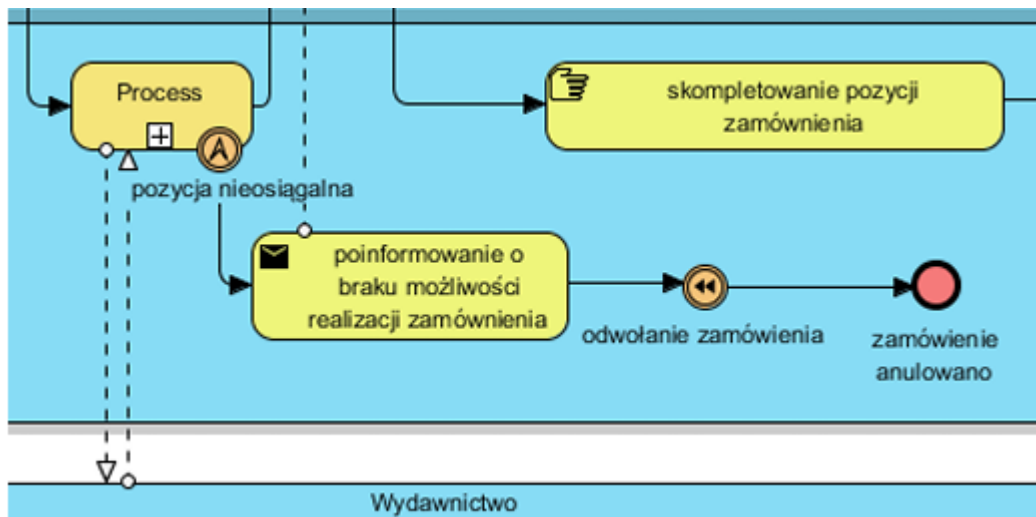 Process
skompletowanie pozycji
zamównienia
pozycja nieosiągalna
poinformowanie o
braku możliwości
realizacji zamównienia
odwołanie zamówienia
zamówienie
anulowano
Wydawnictwo